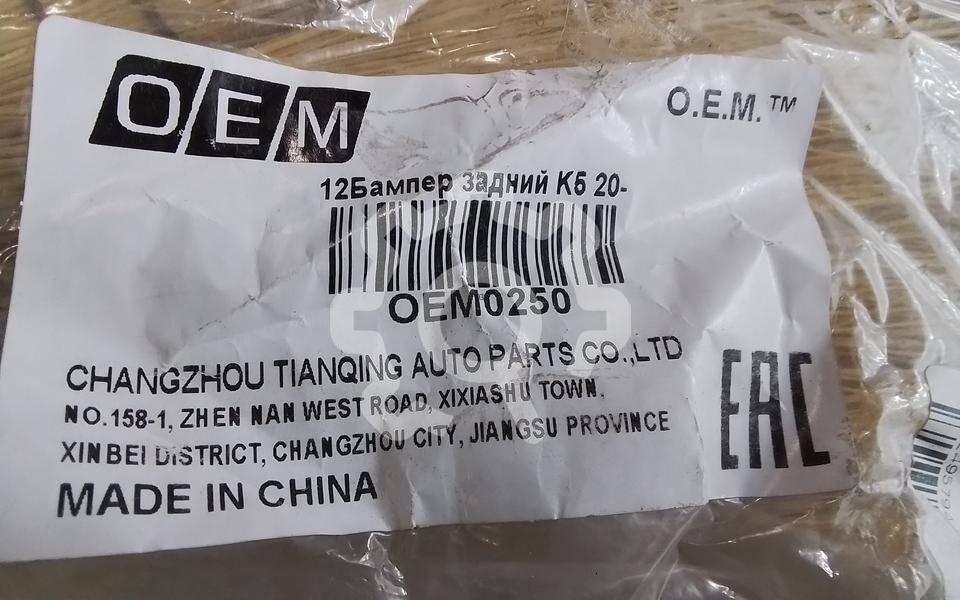 OEM
O.E.M. ™
12Бампер задний K5 20-
OEM0250
CHANGZHOU TIANQING AUTO PARTS CO.,LTD
NO.158-1, ZHEN NAN WEST ROAD, XIXIASHU TOWN,
XINBEI DISTRICT, CHANGZHOU CITY, JIANGSU PROVINCE
MADE IN CHINA
EAC